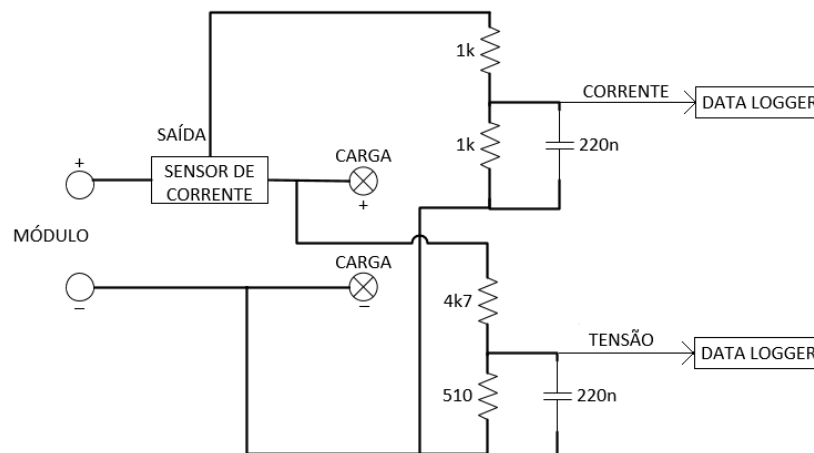 1k
CORRENTE
DATA LOGGER
SAÍDA
1k
220n
CARGA
+
SENSOR DE
CORRENTE
+
MÓDULO
CARGA
–
–
4k7
TENSÃO
DATA LOGGER
510
220n